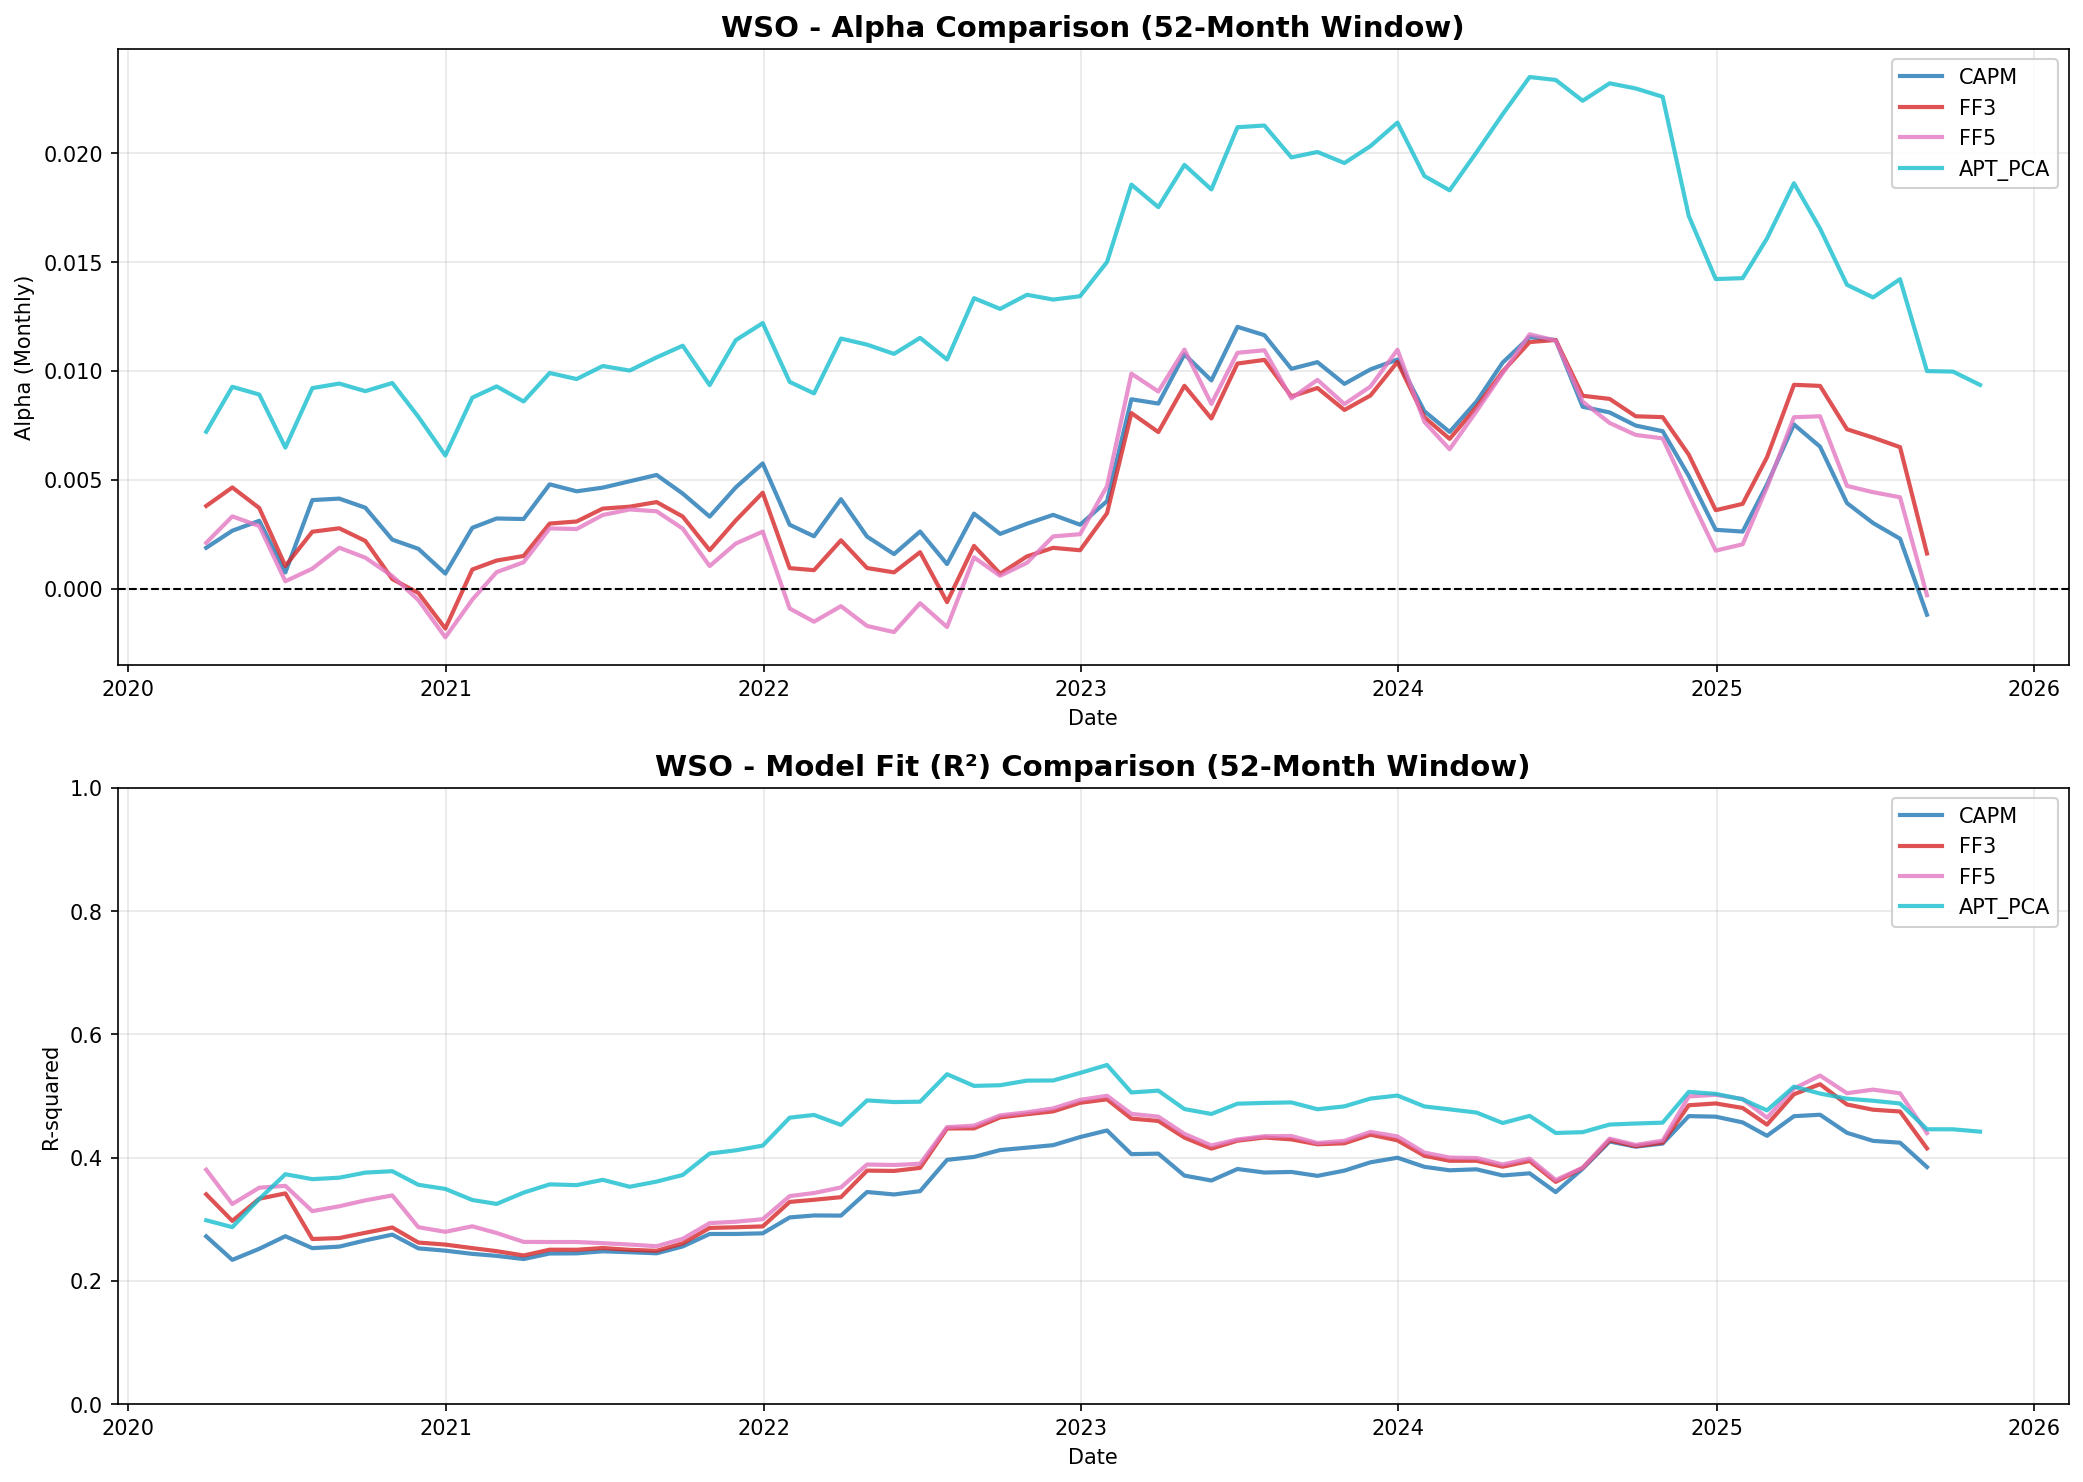 WSO - Alpha Comparison (52-Month Window)
Alpha (Monthly)
0.020
0.015
0.010
0.005
0.000
CAPM
FF3
FF5
APT_PCA
2020 2021 2022 2023 2024 2025 2026
Date
WSO - Model Fit (R²) Comparison (52-Month Window)
R-squared
1.0
0.8
0.6
0.4
0.2
0.0
CAPM
FF3
FF5
APT_PCA
2020 2021 2022 2023 2024 2025 2026
Date